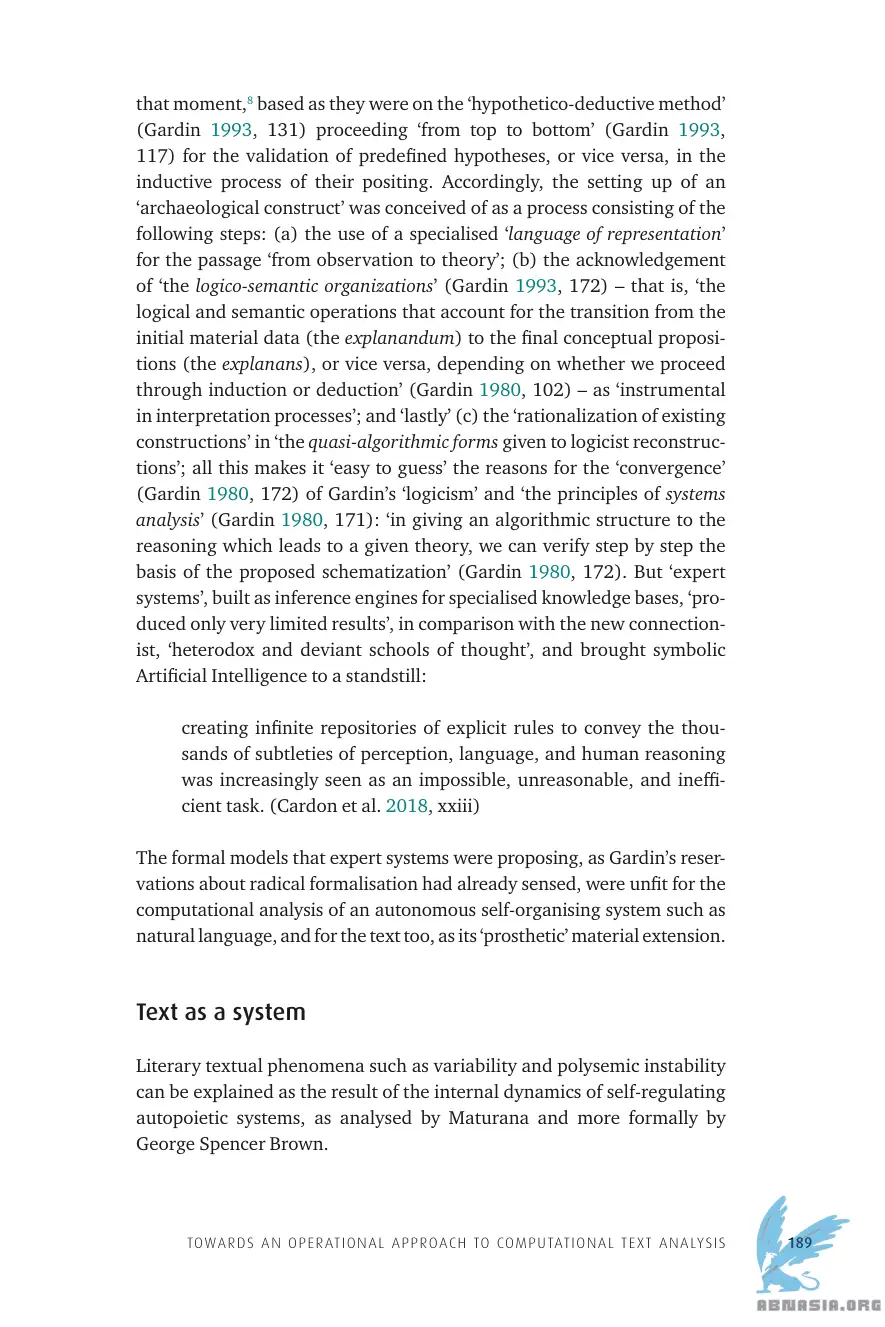 that moment,8 based as they were on the ‘hypothetico-deductive method’
(Gardin 1993, 131) proceeding ‘from top to bottom’ (Gardin 1993,
117) for the validation of predefined hypotheses, or vice versa, in the
inductive process of their positing. Accordingly, the setting up of an
‘archaeological construct’ was conceived of as a process consisting of the
following steps: (a) the use of a specialised ‘language of representation’
for the passage ‘from observation to theory’; (b) the acknowledgement
of ‘the logico-semantic organizations’ (Gardin 1993, 172) – that is, ‘the
logical and semantic operations that account for the transition from the
initial material data (the explanandum) to the final conceptual proposi-
tions (the explanans), or vice versa, depending on whether we proceed
through induction or deduction’ (Gardin 1980, 102) – as ‘instrumental
in interpretation processes’; and ‘lastly’ (c) the ‘rationalization of existing
constructions’ in ‘the quasi-algorithmic forms given to logicist reconstruc-
tions’; all this makes it ‘easy to guess’ the reasons for the ‘convergence’
(Gardin 1980, 172) of Gardin’s ‘logicism’ and ‘the principles of systems
analysis’ (Gardin 1980, 171): ‘in giving an algorithmic structure to the
reasoning which leads to a given theory, we can verify step by step the
basis of the proposed schematization’ (Gardin 1980, 172). But ‘expert
systems’, built as inference engines for specialised knowledge bases, ‘pro-
duced only very limited results’, in comparison with the new connection-
ist, ‘heterodox and deviant schools of thought’, and brought symbolic
Artificial Intelligence to a standstill:
creating infinite repositories of explicit rules to convey the thou-
sands of subtleties of perception, language, and human reasoning
was increasingly seen as an impossible, unreasonable, and ineffi-
cient task. (Cardon et al. 2018, xxiii)
The formal models that expert systems were proposing, as Gardin’s reser-
vations about radical formalisation had already sensed, were unfit for the
computational analysis of an autonomous self-organising system such as
natural language, and for the text too, as its ‘prosthetic’ material extension.
Text as a system
Literary textual phenomena such as variability and polysemic instability
can be explained as the result of the internal dynamics of self-regulating
autopoietic systems, as analysed by Maturana and more formally by
George Spencer Brown.
TOWARDS AN OPERATIONAL APPROACH TO COMPUTATIONAL TEXT ANALYSIS 189
ABNASIA.ORG